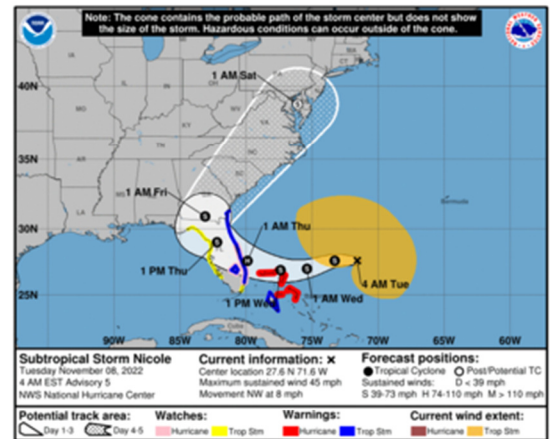 Note: The cone contains the probable path of the storm center but does not show
the size of the storm. Hazardous conditions can occur outside of the cone.
1 AM Sat
40N
35N
1 AM Fri
30N
1 AM Thu
1 PM Thu
4 AM Tue
25N
1 PM Wed
1 AM Wed
Bermuda
Cuba
90W 85W 80W 75W 70W 65W 60W
Subtropical Storm Nicole
Tuesday November 08, 2022
4 AM EST Advisory 5
NWS National Hurricane Center
Current information: ×
Center location 27.6 N 71.6 W
Maximum sustained wind 45 mph
Movement NW at 8 mph
Forecast positions:
Tropical Cyclone Post/Potential TC
Sustained winds: D < 39 mph
S 39-73 mph H 74-110 mph M > 110 mph
Potential track area:
Day 1-3 Day 4-5
Watches:
Hurricane Trop Stm
Warnings:
Hurricane Trop Stm
Current wind extent:
Hurricane Trop Stm